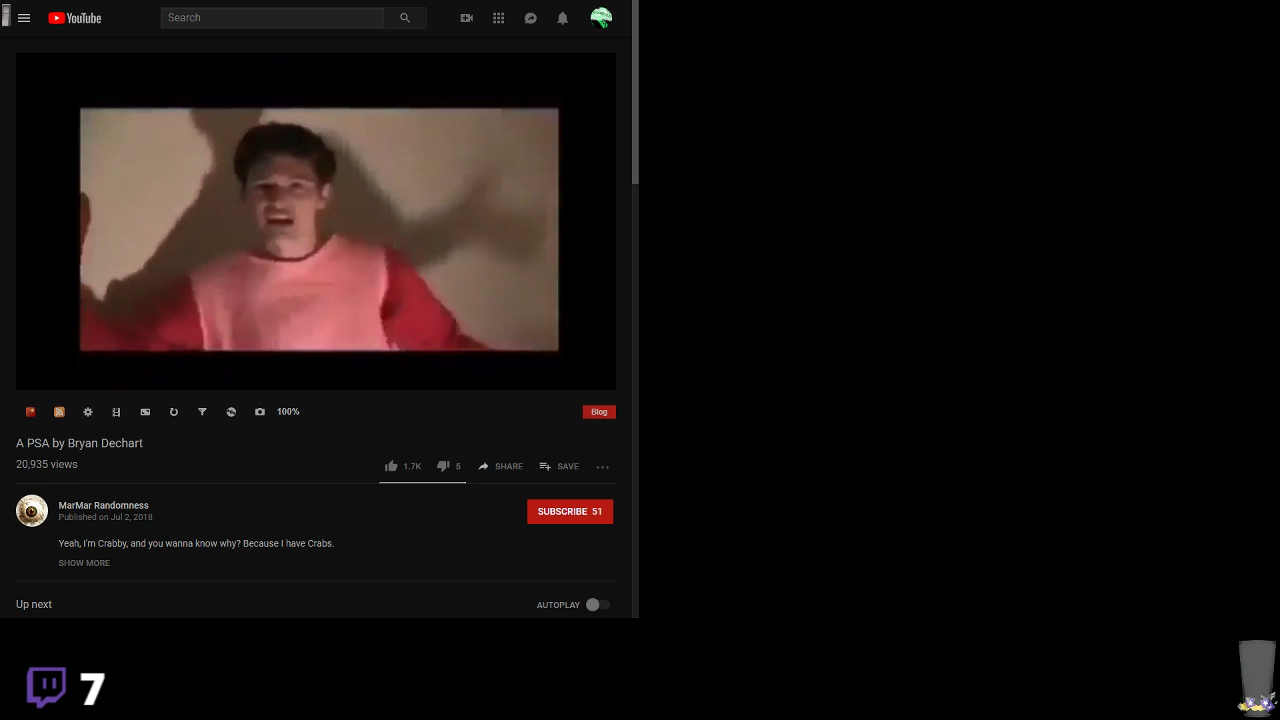 YouTube
Search
100%
Blog
A PSA by Bryan Dechart
20,935 views
1.7K
5
SHARE
SAVE
MarMar Randomness
Published on Jul 2, 2018
SUBSCRIBE 51
Yeah, I'm Crabby, and you wanna know why? Because I have Crabs.
SHOW MORE
Up next
AUTOPLAY
7